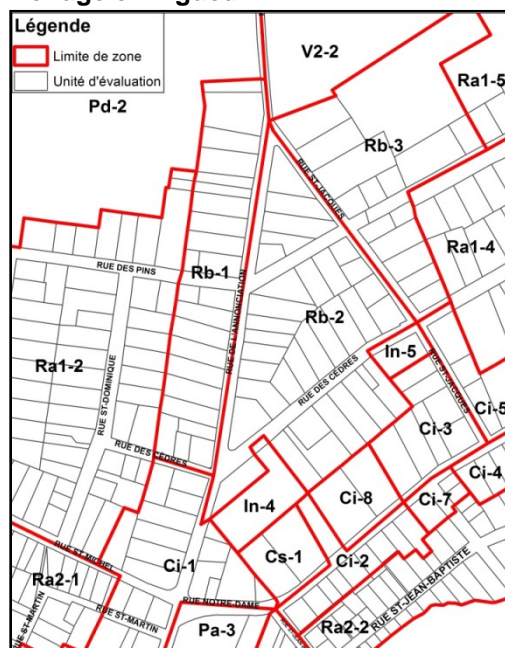 Légende
Limite de zone
Unité d'évaluation
V2-2
Pd-2
Ra1-5
Rb-3
RUE ST-JACQUES
Ra1-4
RUE DES PINS
Rb-1
RUE DE L'ANNONCIATION
Rb-2
In-5
RUE ST-JACQUES
Ra1-2
RUE ST-DOMINIQUE
RUE DES CÈDRES
Ci-5
Ci-3
RUE DES CÈDRES
Ci-4
Ci-8
Ci-7
In-4
RUE ST-MICHEL
Ci-1
Cs-1
Ci-2
Ra2-1
RUE ST-MARTIN
RUE NOTRE-DAME
RUE ST-JEAN-BAPTISTE
RUE ST-MARTIN
Pa-3
Ra2-2